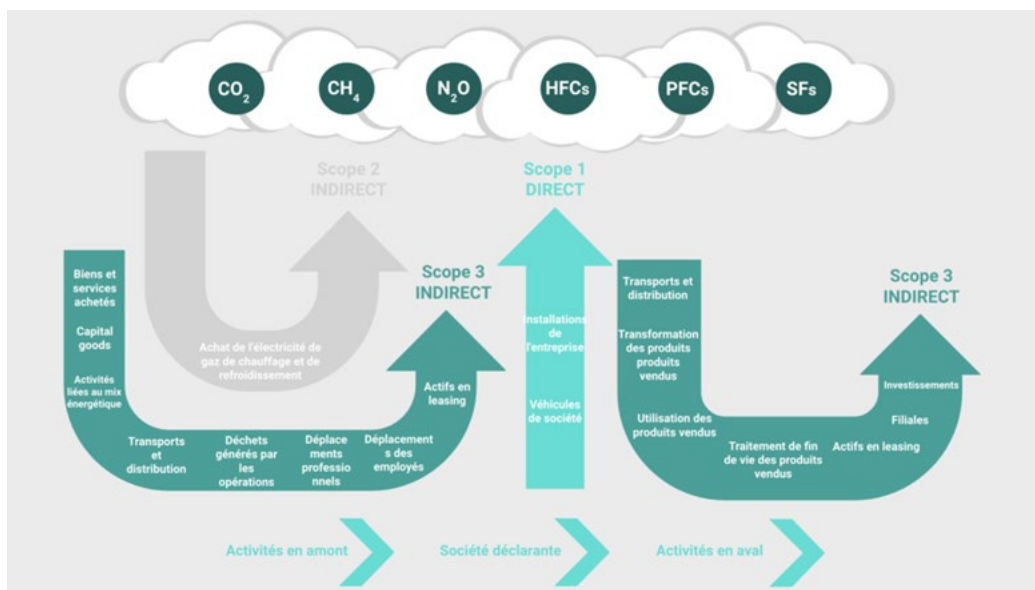 CO2
CH4
N2O
HFCs
PFCs
SFs
Scope 2
INDIRECT
Scope 1
DIRECT
Scope 3
INDIRECT
Scope 3
INDIRECT
Biens et
services
achetés
Capital
goods
Activités
liées au mix
énergétique
Transports
et
distribution
Déchets
générés par
les
opérations
Déplace
ments
professio
nnels
Déplacement
s des
employés
Actifs en
leasing
Achat de l'électricité de
gaz de chauffage et de
refroidissement
Installations
de
l'entreprise
Véhicules
de société
Transports et
distribution
Transformation
des produits
produits
vendus
Utilisation des
produits vendus
Traitement de fin
de vie des produits
vendus
Actifs en leasing
Filiales
Investissements
Activités en amont
Société déclarante
Activités en aval